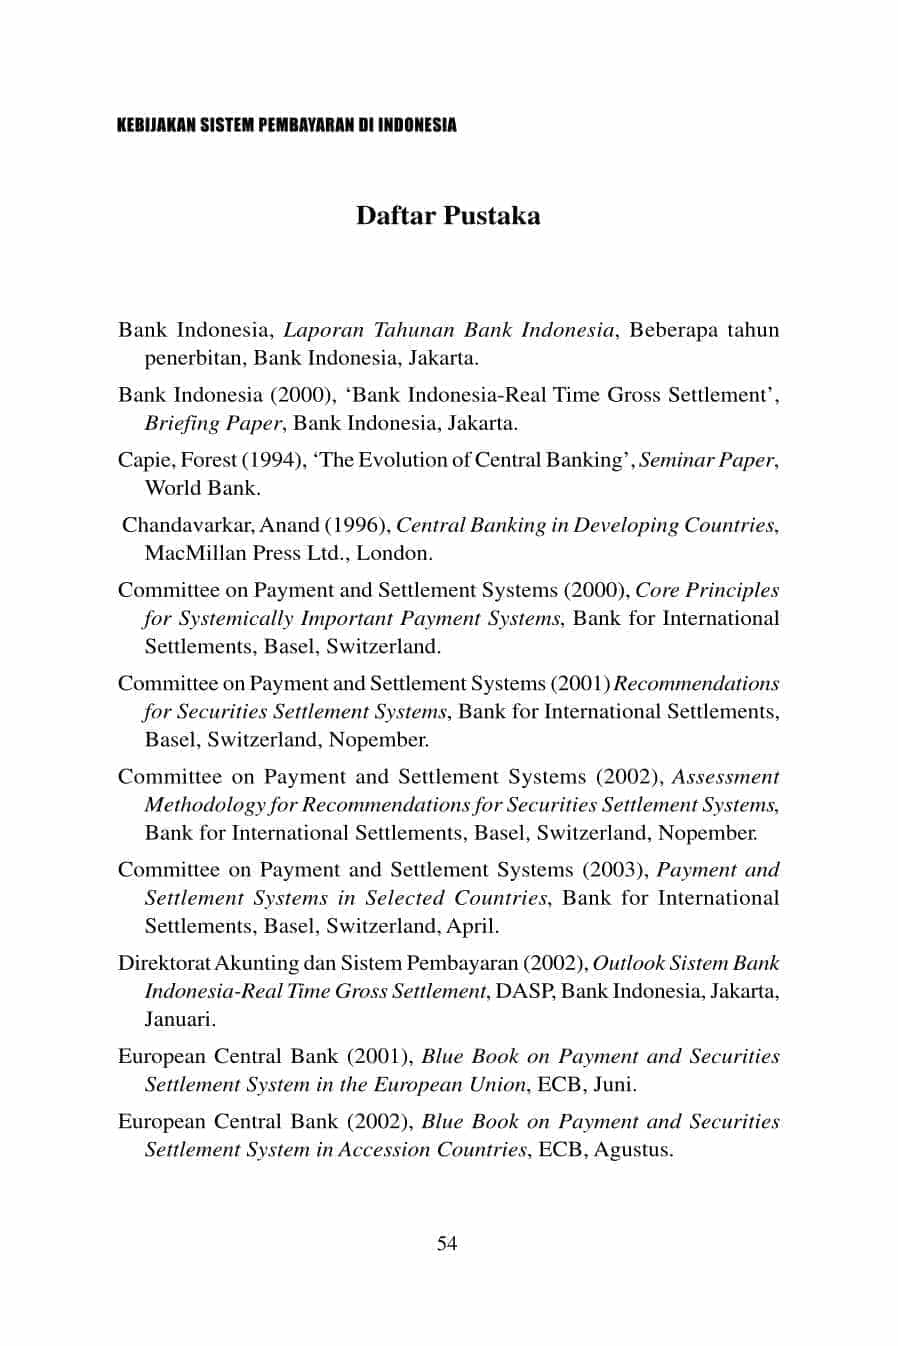 KEBIJAKAN SISTEM PEMBAYARAN DI INDONESIA
Daftar Pustaka
Bank Indonesia, Laporan Tahunan Bank Indonesia, Beberapa tahun
penerbitan, Bank Indonesia, Jakarta.
Bank Indonesia (2000), ‘Bank Indonesia-Real Time Gross Settlement’,
Briefing Paper, Bank Indonesia, Jakarta.
Capie, Forest (1994), ‘The Evolution of Central Banking’, Seminar Paper,
World Bank.
Chandavarkar, Anand (1996), Central Banking in Developing Countries,
MacMillan Press Ltd., London.
Committee on Payment and Settlement Systems (2000), Core Principles
for Systemically Important Payment Systems, Bank for International
Settlements, Basel, Switzerland.
Committee on Payment and Settlement Systems (2001) Recommendations
for Securities Settlement Systems, Bank for International Settlements,
Basel, Switzerland, Nopember.
Committee on Payment and Settlement Systems (2002), Assessment
Methodology for Recommendations for Securities Settlement Systems,
Bank for International Settlements, Basel, Switzerland, Nopember.
Committee on Payment and Settlement Systems (2003), Payment and
Settlement Systems in Selected Countries, Bank for International
Settlements, Basel, Switzerland, April.
Direktorat Akunting dan Sistem Pembayaran (2002), Outlook Sistem Bank
Indonesia-Real Time Gross Settlement, DASP, Bank Indonesia, Jakarta,
Januari.
European Central Bank (2001), Blue Book on Payment and Securities
Settlement System in the European Union, ECB, Juni.
European Central Bank (2002), Blue Book on Payment and Securities
Settlement System in Accession Countries, ECB, Agustus.
54